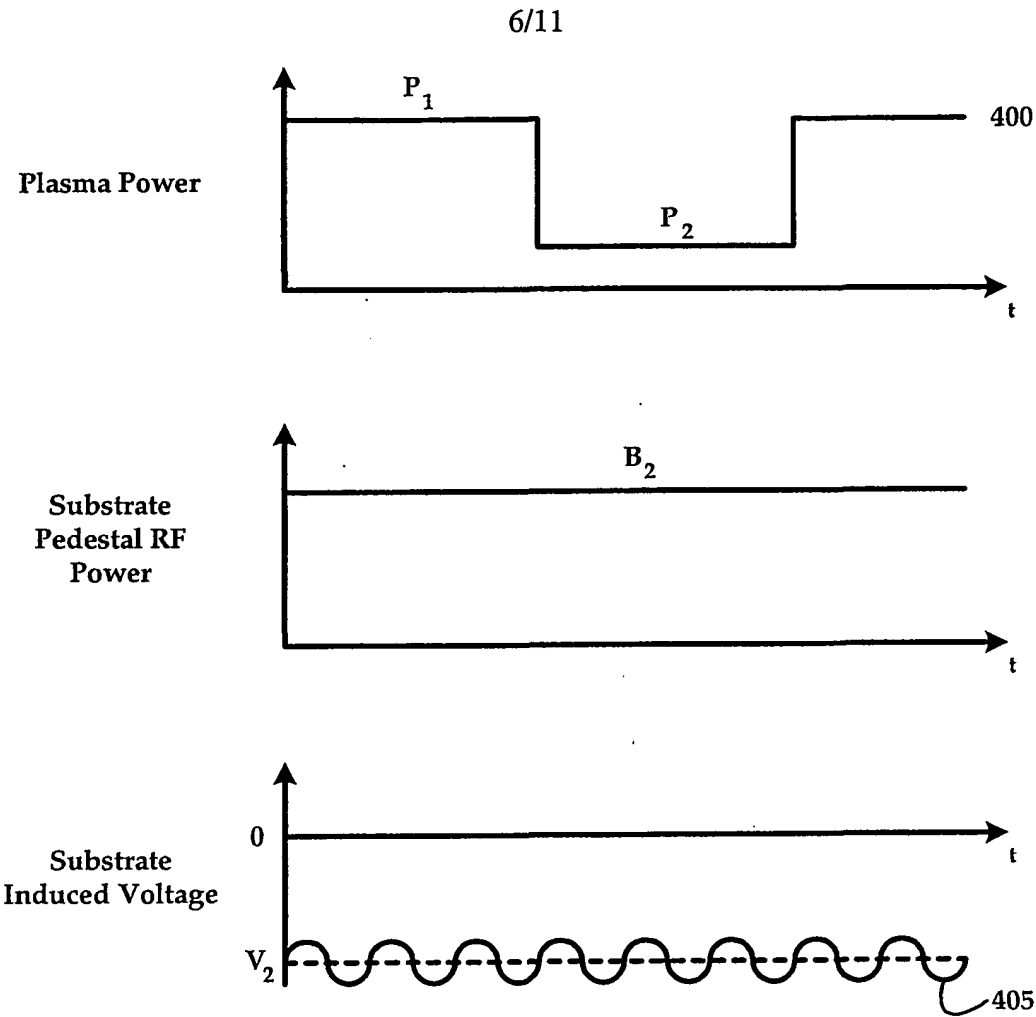 6/11
P1
400
Plasma Power
P2
t
B2
Substrate
Pedestal RF
Power
t
0
t
Substrate
Induced Voltage
V2
405